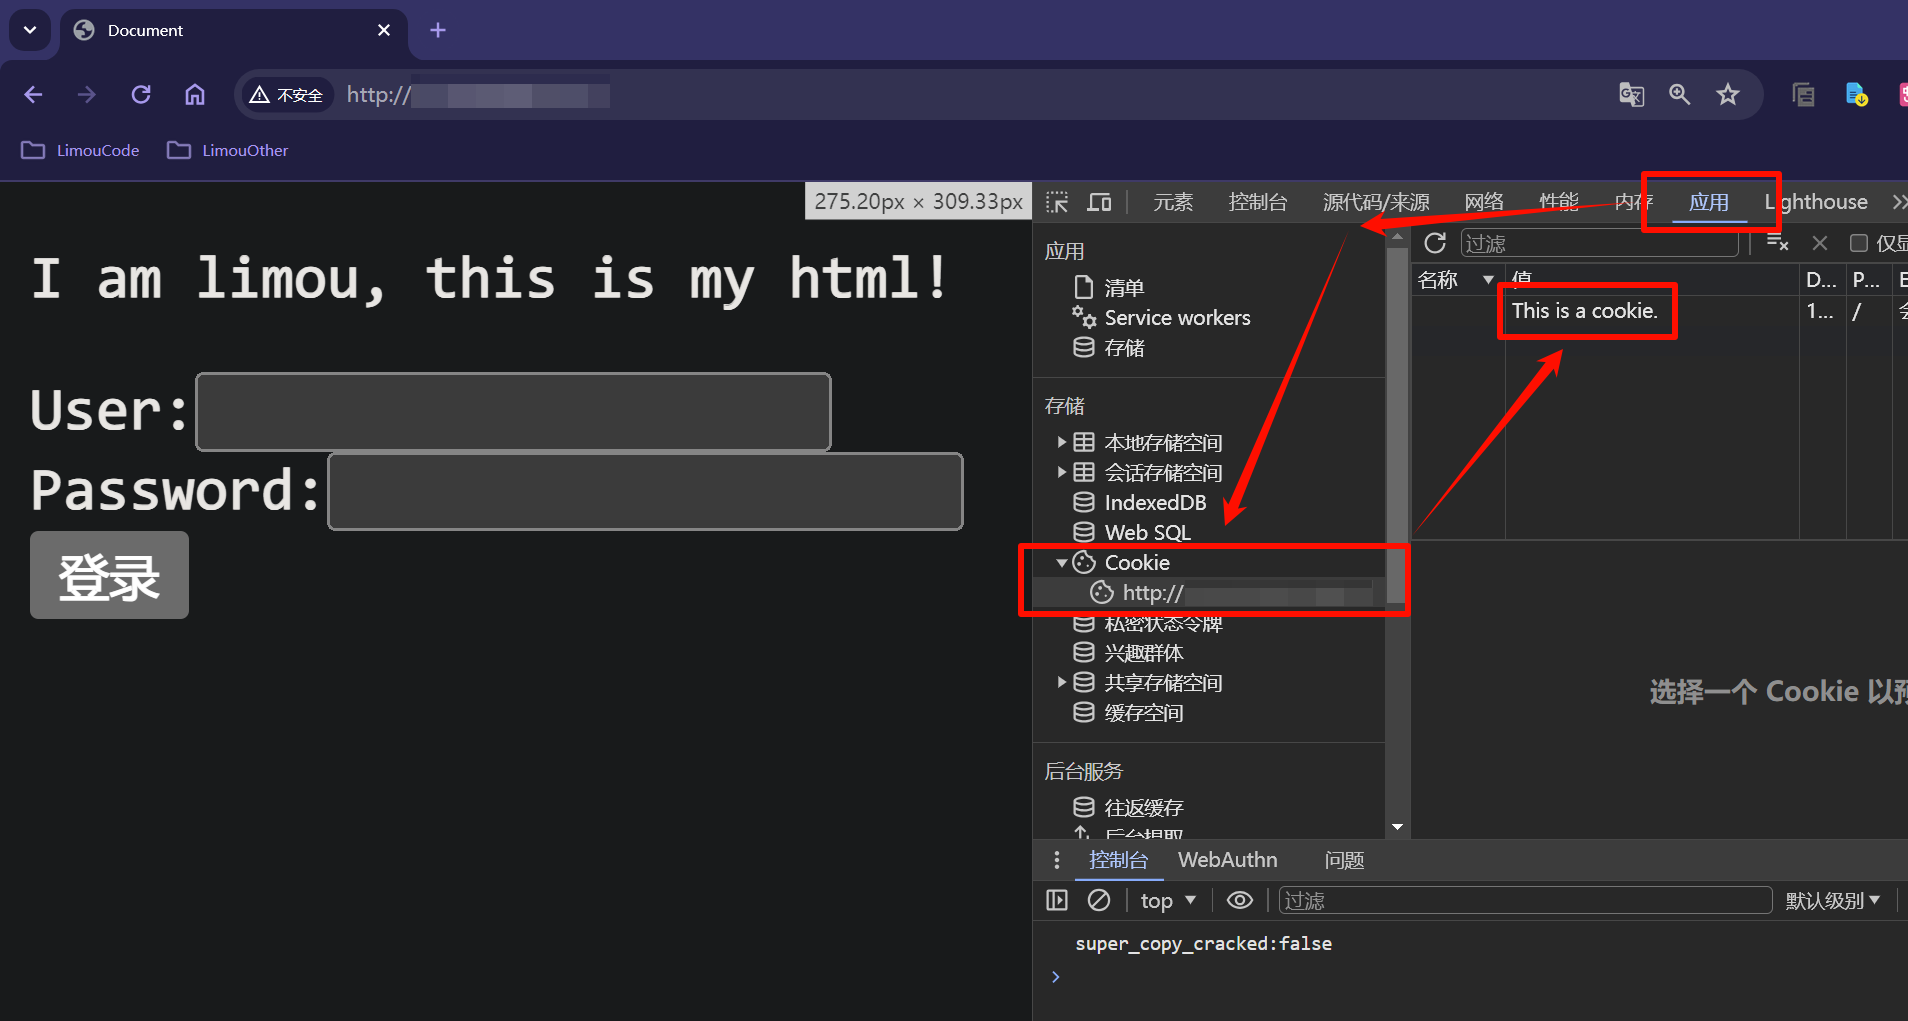 Document
不安全
http://
LimouCode
LimouOther
275.20px × 309.33px
I am limou, this is my html!
User:
Password:
登录
元素
控制台
源代码/来源
网络
性能
内存
应用
Lighthouse
应用
清单
Service workers
存储
存储
本地存储空间
会话存储空间
IndexedDB
Web SQL
Cookie
http://
私密状态令牌
兴趣群体
共享存储空间
缓存空间
后台服务
往返缓存
后台提取
过滤
仅显
名称
值
D...
P...
E
This is a cookie.
1...
/
会
选择一个 Cookie 以预
控制台
WebAuthn
问题
top
过滤
默认级别
super_copy_cracked:false